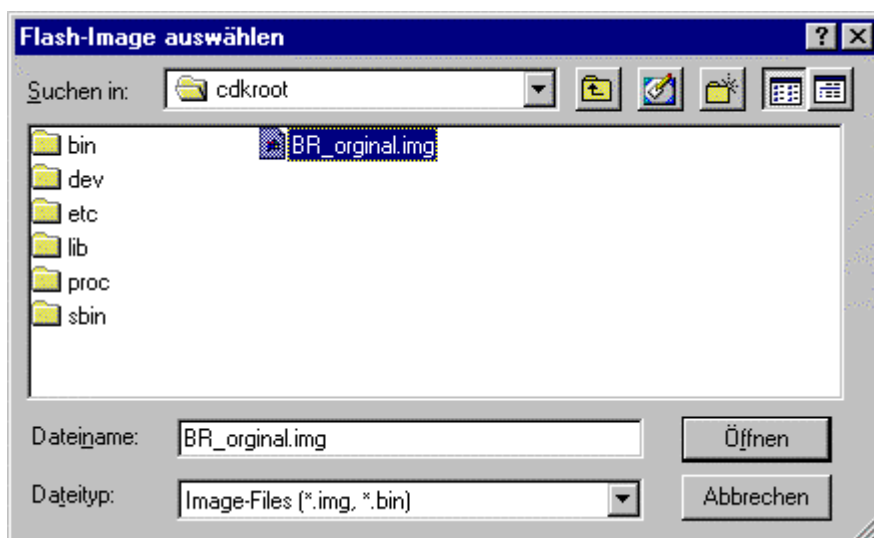 Flash-Image auswählen
Suchen in: cdkroot
bin
dev
etc
lib
proc
sbin
BR_orginal.img
Dateiname: BR_orginal.img Öffnen
Dateityp: Image-Files (*.img, *.bin) Abbrechen